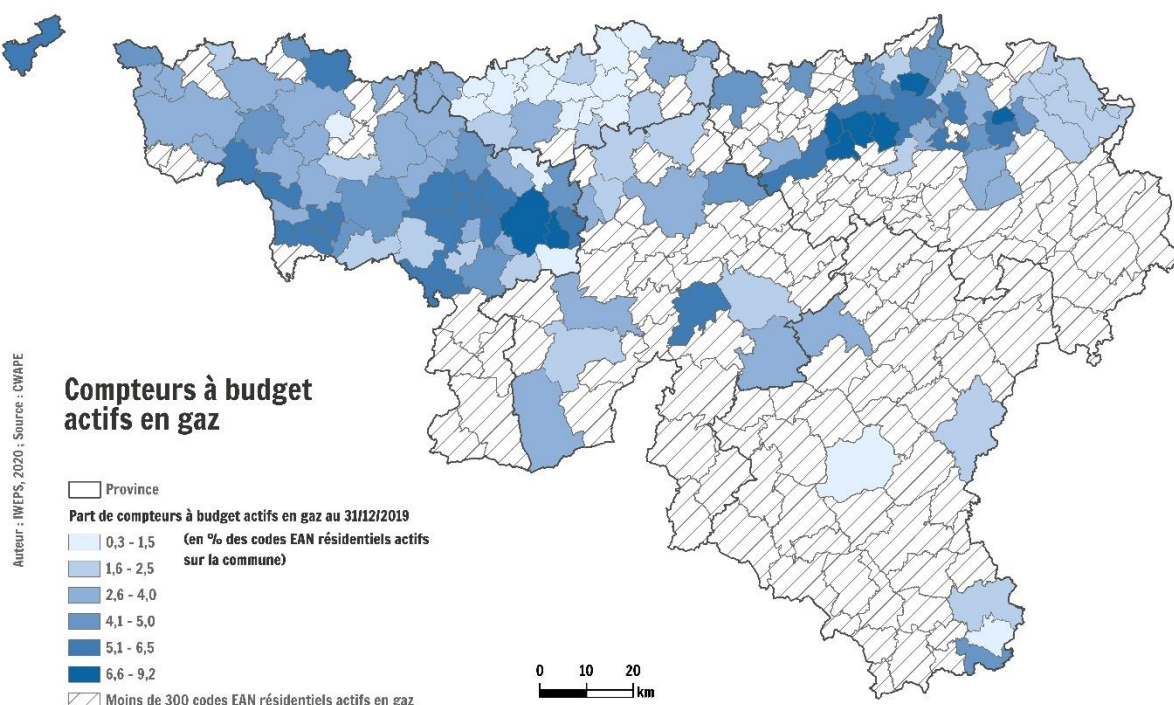 Compteurs à budget
actifs en gaz
Province
Part de compteurs à budget actifs en gaz au 31/12/2019
(en % des codes EAN résidentiels actifs
sur la commune)
0,3 - 1,5
1,6 - 2,5
2,6 - 4,0
4,1 - 5,0
5,1 - 6,5
6,6 - 9,2
Moins de 300 codes EAN résidentiels actifs en gaz
0 10 20
km
Auteur : IWEPS, 2020 ; Source : CWAPE